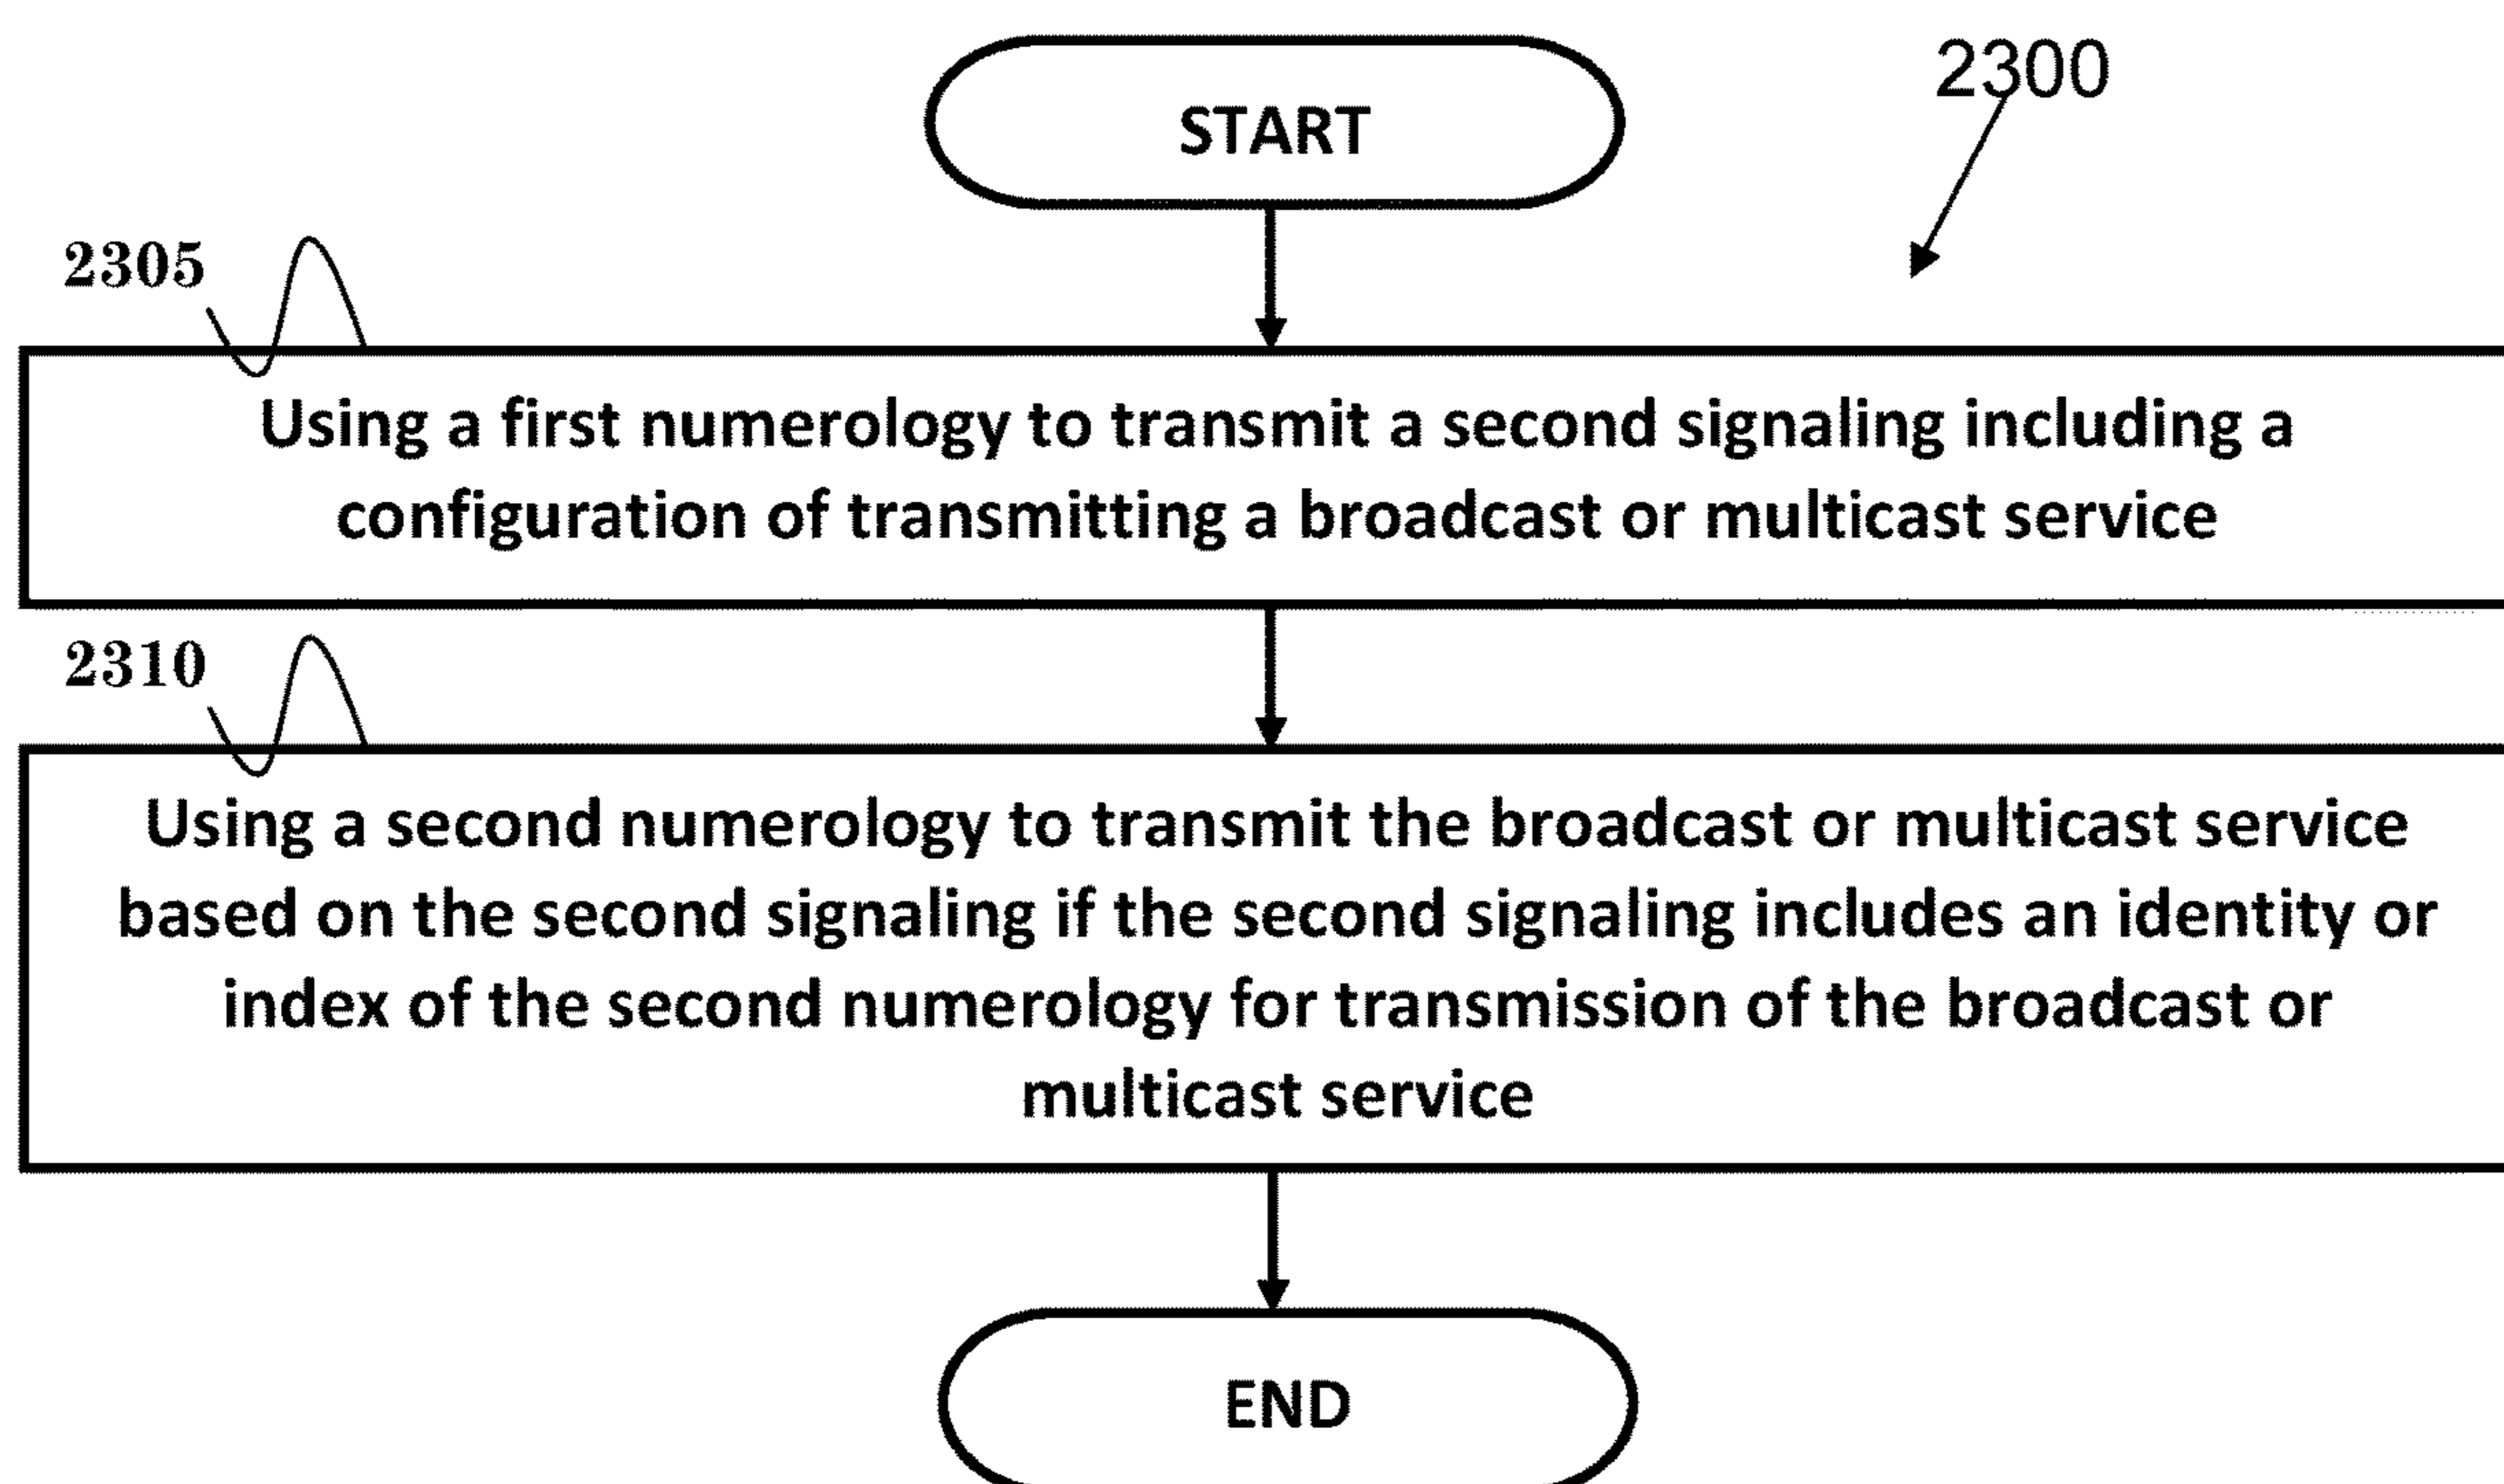 START
2300
2305
Using a first numerology to transmit a second signaling including a
configuration of transmitting a broadcast or multicast service
2310
Using a second numerology to transmit the broadcast or multicast service
based on the second signaling if the second signaling includes an identity or
index of the second numerology for transmission of the broadcast or
multicast service
END